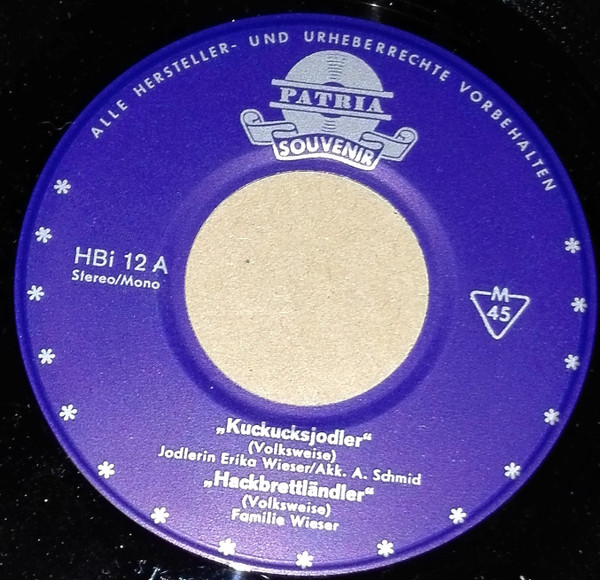 ALLE HERSTELLER- UND URHEBERRECHTE VORBEHALTEN
PATRIA
SOUVENIR
HBi 12 A
Stereo/Mono
M
45
„Kuckucksjodler“
(Volksweise)
Jodlerin Erika Wieser/Akk. A. Schmid
„Hackbrettländler“
(Volksweise)
Familie Wieser